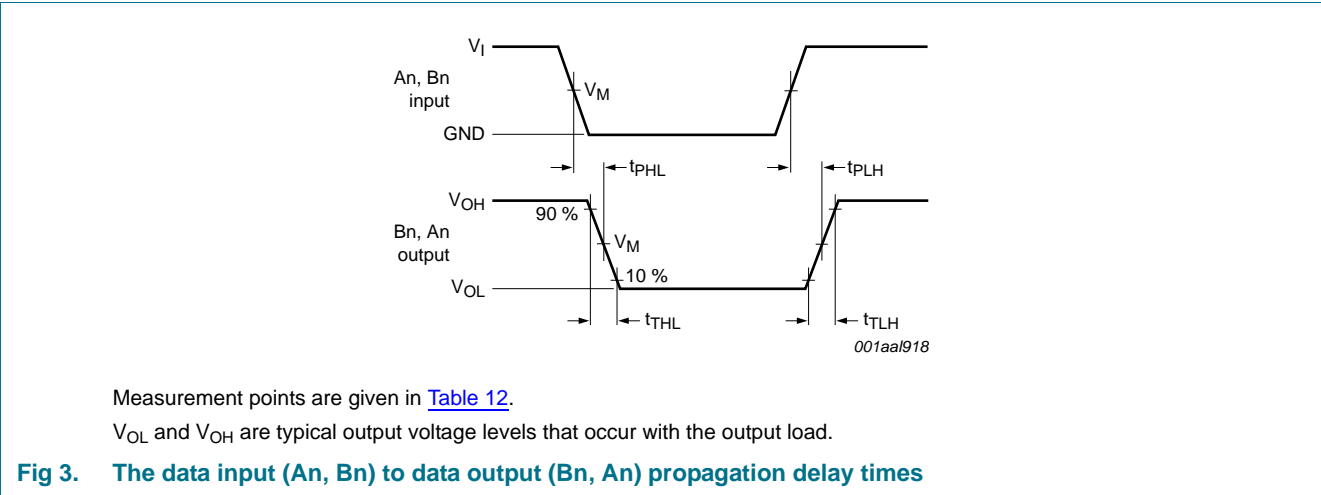 VI
An, Bn
input
VM
GND
tPHL
tPLH
VOH
90 %
Bn, An
output
VM
10 %
VOL
tTHL
tTLH
001aal918
Measurement points are given in Table 12.
VOL and VOH are typical output voltage levels that occur with the output load.
Fig 3. The data input (An, Bn) to data output (Bn, An) propagation delay times